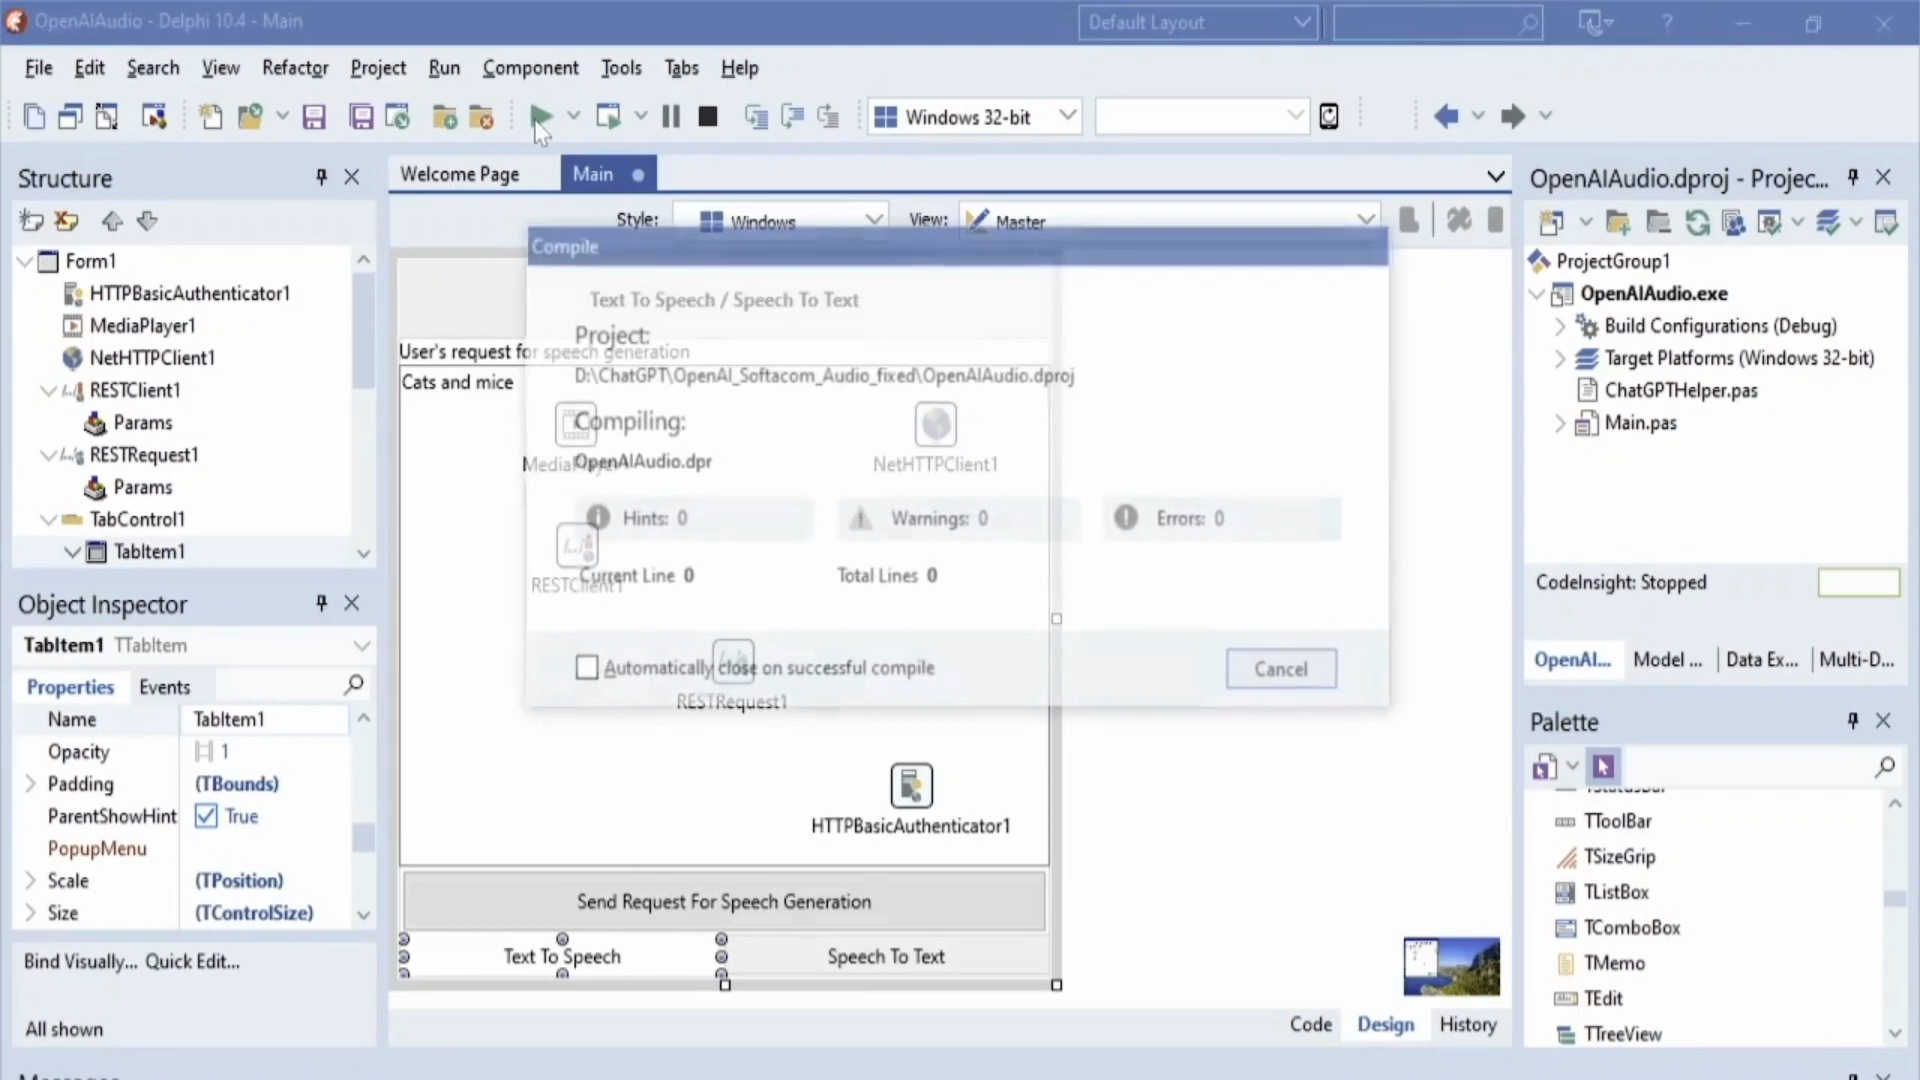 OpenAIAudio - Delphi 10.4 - Main
Default Layout
File Edit Search View Refactor Project Run Component Tools Tabs Help
Windows 32-bit
Structure
Form1
HTTPBasicAuthenticator1
MediaPlayer1
NetHTTPClient1
RESTClient1
Params
RESTRequest1
Params
TabControl1
TabItem1
Object Inspector
TabItem1 TTabItem
Properties Events
Name TabItem1
Opacity 1
Padding (TBounds)
ParentShowHint True
PopupMenu
Scale (TPosition)
Size (TControlSize)
Bind Visually... Quick Edit...
All shown
Welcome Page Main
Style: Windows View: Master
Compile
Text To Speech / Speech To Text
Project:
User's request for speech generation
D:\ChatGPT\OpenAI_Softacom_Audio_fixed\OpenAIAudio.dproj
Cats and mice
Compiling:
OpenAIAudio.dpr
MediaPlayer1
NetHTTPClient1
Hints: 0 Warnings: 0 Errors: 0
Current Line 0 Total Lines 0
RESTClient1
Automatically close on successful compile
Cancel
RESTRequest1
HTTPBasicAuthenticator1
Send Request For Speech Generation
Text To Speech Speech To Text
Code Design History
OpenAIAudio.dproj - Projec...
ProjectGroup1
OpenAIAudio.exe
Build Configurations (Debug)
Target Platforms (Windows 32-bit)
ChatGPTHelper.pas
Main.pas
CodeInsight: Stopped
OpenAI... Model ... Data Ex... Multi-D...
Palette
TStatusBar
TToolBar
TSizeGrip
TListBox
TComboBox
TMemo
TEdit
TTreeView